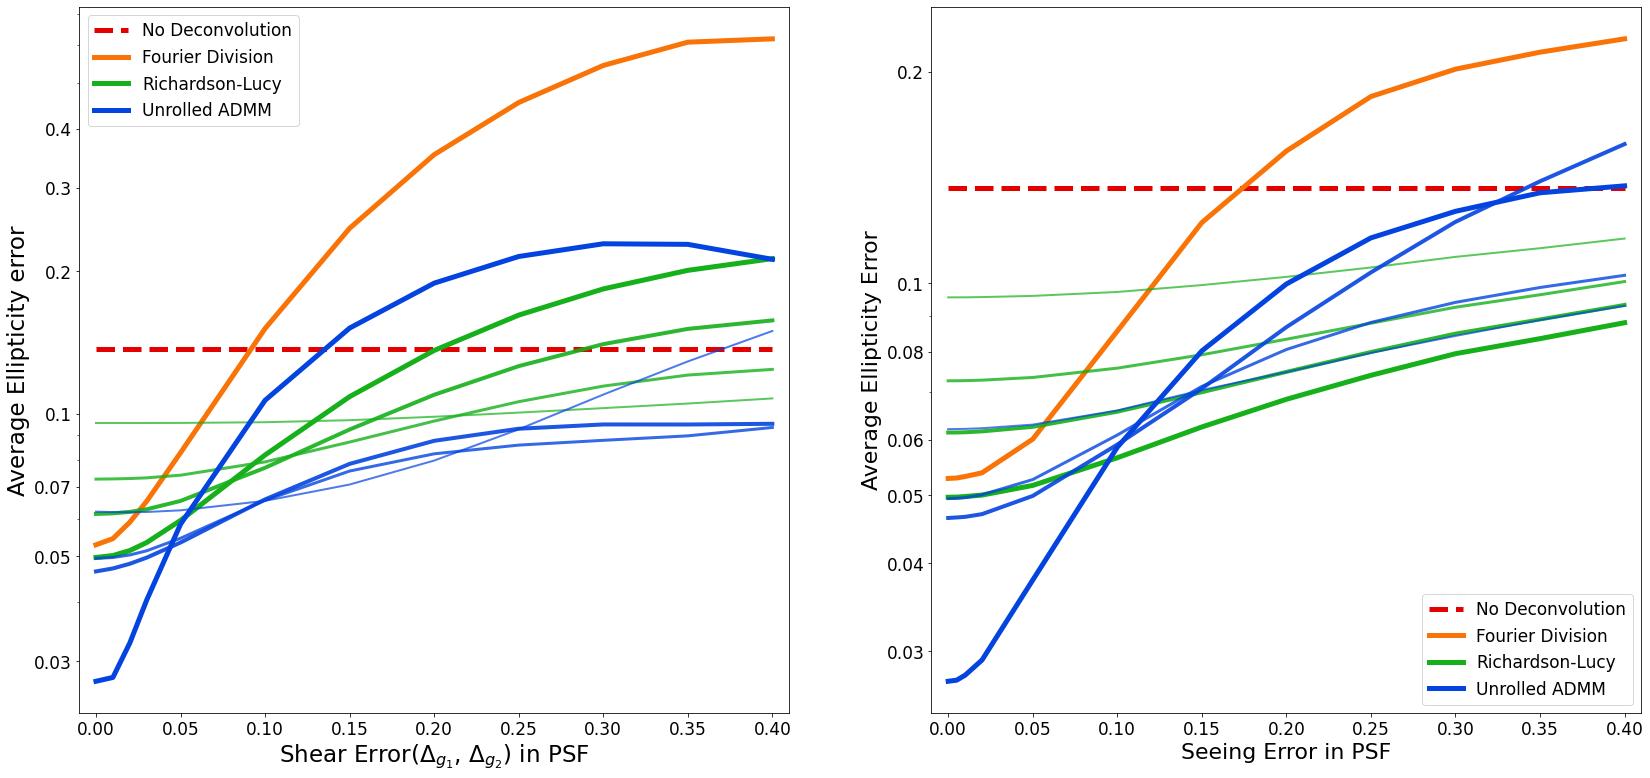 No Deconvolution
Fourier Division
Richardson-Lucy
Unrolled ADMM
0.4
0.3
0.2
0.1
0.07
0.05
0.03
Average Ellipticity error
0.00 0.05 0.10 0.15 0.20 0.25 0.30 0.35 0.40
Shear Error(Δg₁, Δg₂) in PSF
0.2
0.1
0.08
0.06
0.05
0.04
0.03
Average Ellipticity Error
No Deconvolution
Fourier Division
Richardson-Lucy
Unrolled ADMM
0.00 0.05 0.10 0.15 0.20 0.25 0.30 0.35 0.40
Seeing Error in PSF